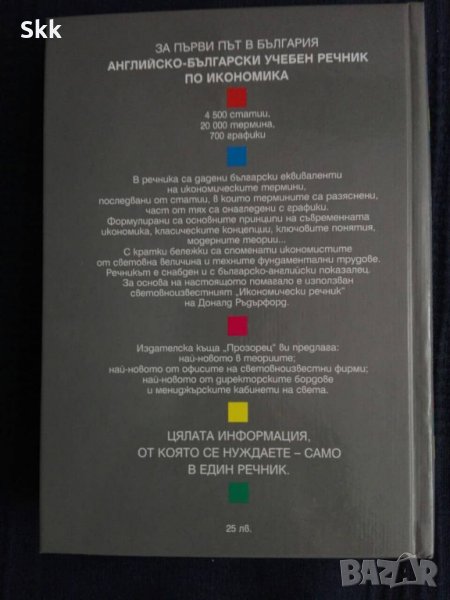 Skk
ЗА ПЪРВИ ПЪТ В БЪЛГАРИЯ
АНГЛИЙСКО-БЪЛГАРСКИ УЧЕБЕН РЕЧНИК
ПО ИКОНОМИКА
4 500 статии,
20 000 термина,
700 графики
В речника са дадени български еквиваленти
на икономическите термини,
последвани от статии, в които термините са разяснени,
част от тях са онагледени с графики.
Формулирани са основните принципи на съвременната
икономика, класическите концепции, ключовите понятия,
модерните теории...
С кратки бележки са споменати икономистите
от световна величина и техните фундаментални трудове.
Речникът е снабден и с българско-английски показалец.
За основа на настоящото помагало е използван
световноизвестният „Икономически речник"
на Доналд Ръдърфорд.
Издателска къща „Прозорец" ви предлага:
най-новото в теориите;
най-новото от офисите на световноизвестни фирми;
най-новото от директорските бордове
и мениджърските кабинети на света.
ЦЯЛАТА ИНФОРМАЦИЯ,
ОТ КОЯТО СЕ НУЖДАЕТЕ – САМО
В ЕДИН РЕЧНИК.
25 лв.
BAZAR